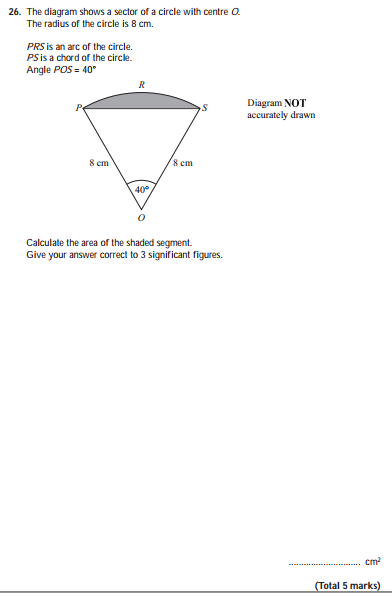 26. The diagram shows a sector of a circle with centre O.
The radius of the circle is 8 cm.
PRS is an arc of the circle.
PS is a chord of the circle.
Angle POS = 40°
R
P
S
Diagram NOT
accurately drawn
8 cm
8 cm
40°
O
Calculate the area of the shaded segment.
Give your answer correct to 3 significant figures.
.............................. cm²
(Total 5 marks)